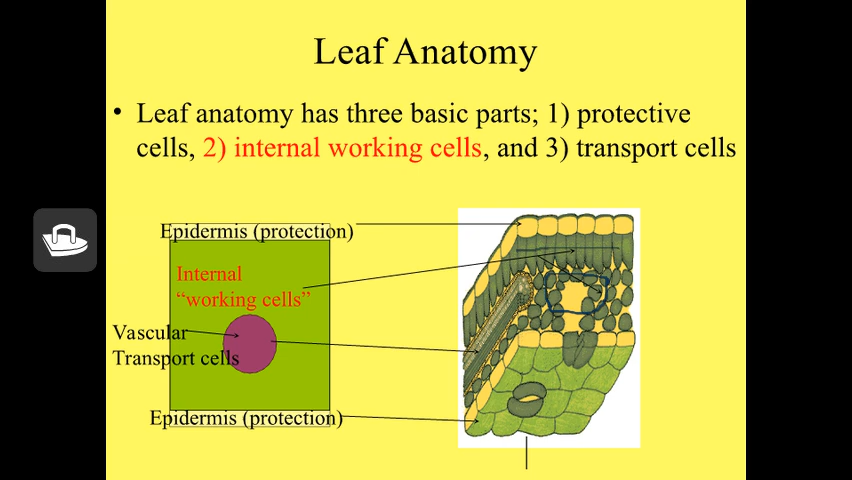 Leaf Anatomy
• Leaf anatomy has three basic parts; 1) protective
cells, 2) internal working cells, and 3) transport cells
Epidermis (protection)
Internal
“working cells”
Vascular
Transport cells
Epidermis (protection)